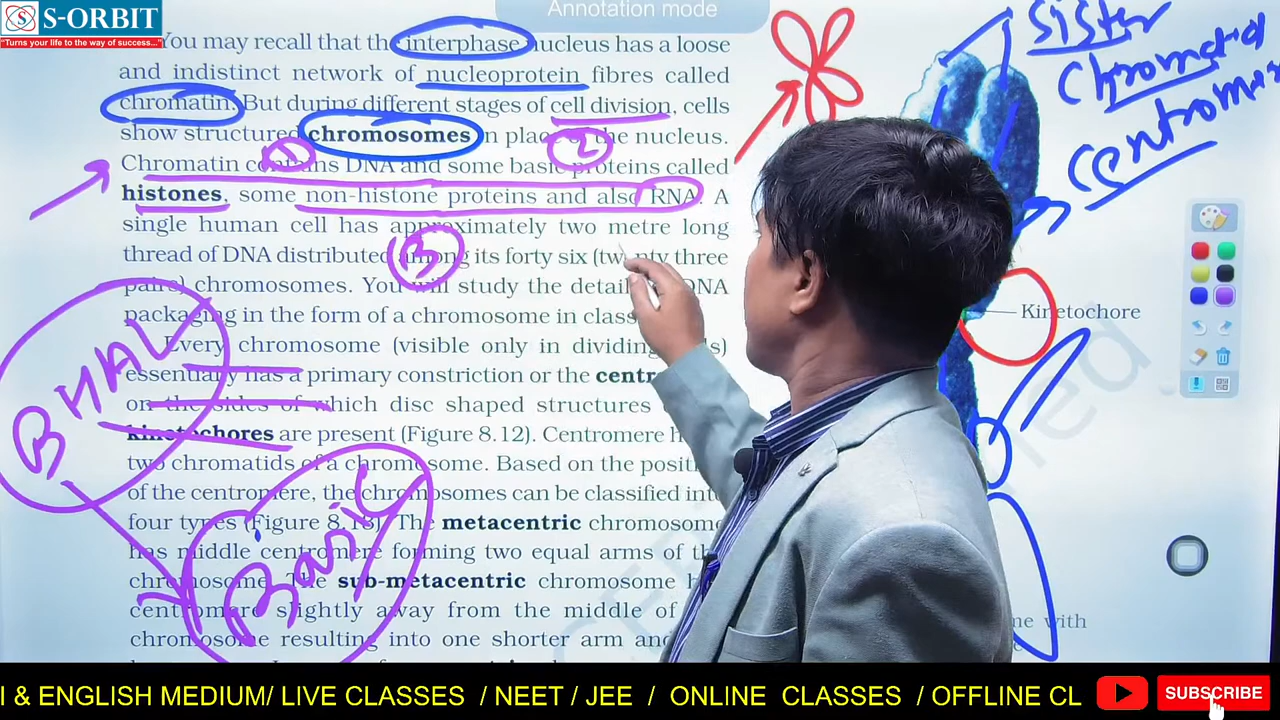 S-ORBIT
"Turns your life to the way of success..."
Annotation mode
You may recall that the interphase nucleus has a loose
and indistinct network of nucleoprotein fibres called
chromatin. But during different stages of cell division, cells
show structured chromosomes in place of the nucleus.
Chromatin contains DNA and some basic proteins called
histones, some non-histone proteins and also RNA. A
single human cell has approximately two metre long
thread of DNA distributed among its forty six (twenty three
pairs) chromosomes. You will study the details DNA
packaging in the form of a chromosome in class
Every chromosome (visible only in dividing
essentially has a primary constriction or the
on the sides of which disc shaped structures
kinetochores are present (Figure 8.12). Centromere
two chromatids of a chromosome. Based on the
of the centromere, the chromosomes can be classified
four types (Figure 8.13). The metacentric chromosome
has middle centromere forming two equal arms of
chromosome. The sub-metacentric chromosome
centromere slightly away from the middle of
chromosome resulting into one shorter arm
1
2
3
BHAL
Basic
Sister
Chromatid
Centromere
Kinetochore
with
& ENGLISH MEDIUM/ LIVE CLASSES / NEET / JEE / ONLINE CLASSES / OFFLINE CL
SUBSCRIBE